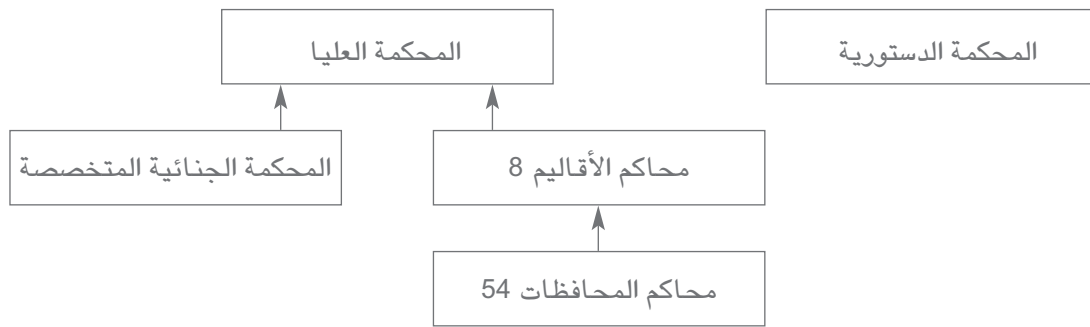 المحكمة الدستورية
المحكمة العليا
محاكم الأقاليم 8
المحكمة الجنائية المتخصصة
محاكم المحافظات 54